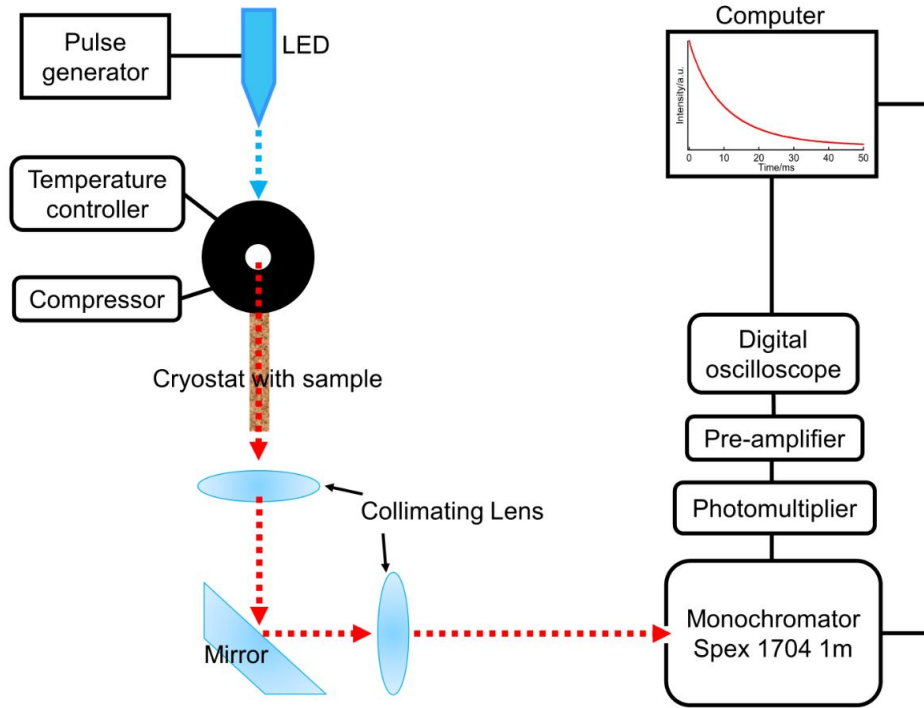 Computer
Pulse
generator
LED
Intensity/a.u.
0 10 20 30 40 50
Time/ms
Temperature
controller
Compressor
Cryostat with sample
Digital
oscilloscope
Pre-amplifier
Photomultiplier
Collimating Lens
Monochromator
Spex 1704 1m
Mirror